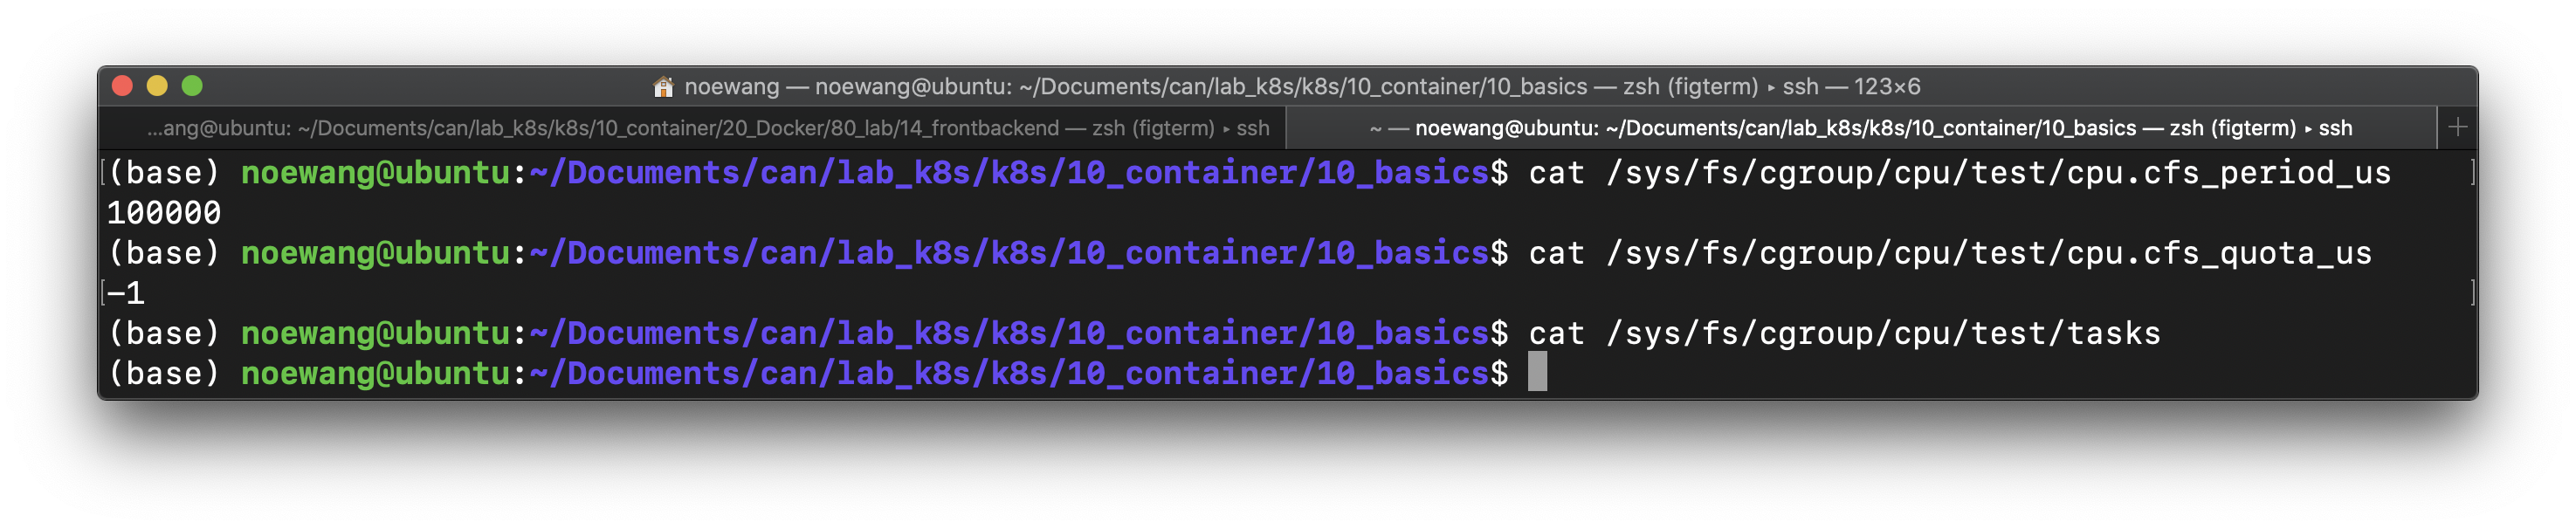 noewang — noewang@ubuntu: ~/Documents/can/lab_k8s/k8s/10_container/10_basics — zsh (figterm) ▸ ssh — 123×6
...ang@ubuntu: ~/Documents/can/lab_k8s/k8s/10_container/20_Docker/80_lab/14_frontbackend — zsh (figterm) ▸ ssh
~ — noewang@ubuntu: ~/Documents/can/lab_k8s/k8s/10_container/10_basics — zsh (figterm) ▸ ssh
(base) noewang@ubuntu:~/Documents/can/lab_k8s/k8s/10_container/10_basics$ cat /sys/fs/cgroup/cpu/test/cpu.cfs_period_us
100000
(base) noewang@ubuntu:~/Documents/can/lab_k8s/k8s/10_container/10_basics$ cat /sys/fs/cgroup/cpu/test/cpu.cfs_quota_us
-1
(base) noewang@ubuntu:~/Documents/can/lab_k8s/k8s/10_container/10_basics$ cat /sys/fs/cgroup/cpu/test/tasks
(base) noewang@ubuntu:~/Documents/can/lab_k8s/k8s/10_container/10_basics$